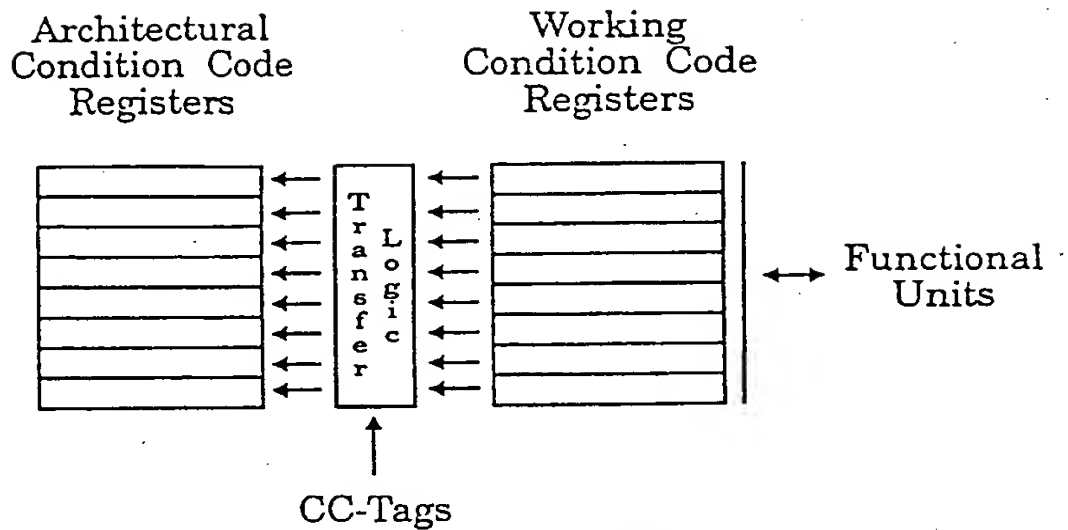 Architectural
Condition Code
Registers
Working
Condition Code
Registers
Transfer
Logic
Functional
Units
CC-Tags